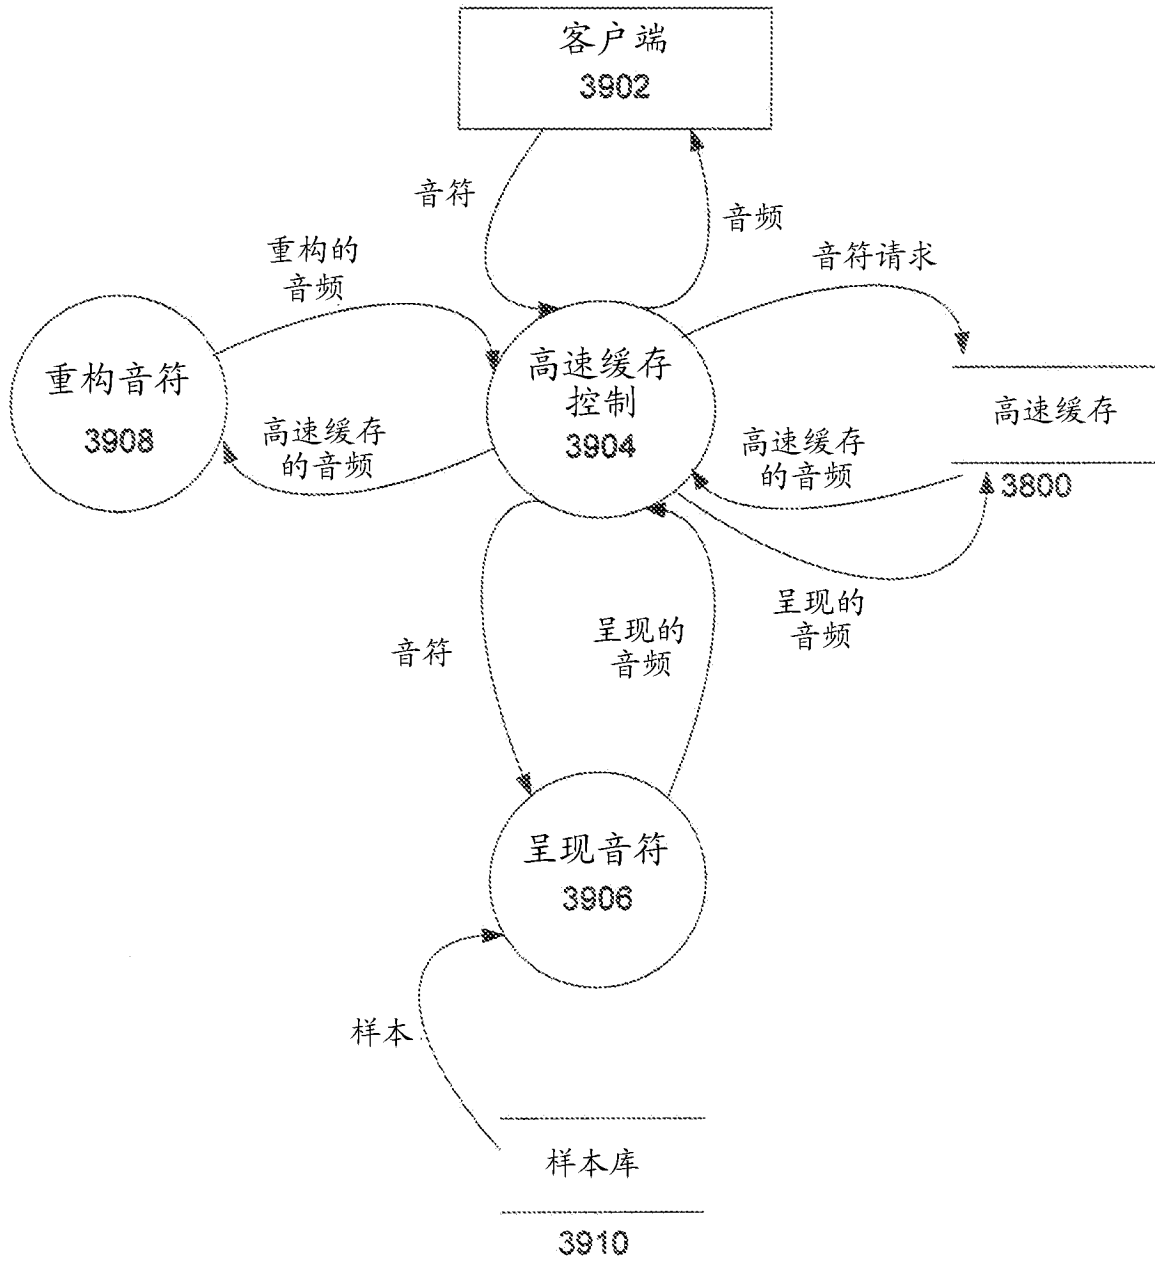 客户端
3902
音符
音频
重构的
音频
音符请求
重构音符
3908
高速缓存
控制
3904
高速缓存
高速缓存
的音频
高速缓存
的音频
3800
音符
呈现的
音频
呈现的
音频
呈现音符
3906
样本
样本库
3910